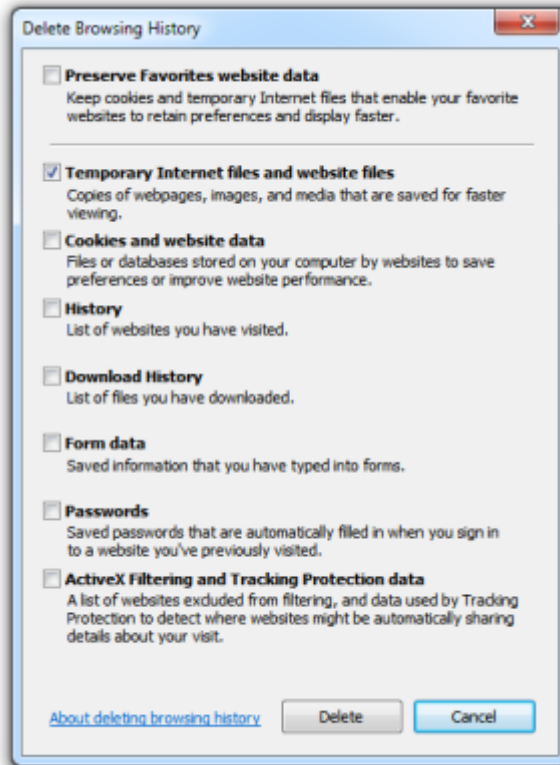 Delete Browsing History
Preserve Favorites website data
Keep cookies and temporary Internet files that enable your favorite
websites to retain preferences and display faster.
Temporary Internet files and website files
Copies of webpages, images, and media that are saved for faster
viewing.
Cookies and website data
Files or databases stored on your computer by websites to save
preferences or improve website performance.
History
List of websites you have visited.
Download History
List of files you have downloaded.
Form data
Saved information that you have typed into forms.
Passwords
Saved passwords that are automatically filled in when you sign in
to a website you've previously visited.
ActiveX Filtering and Tracking Protection data
A list of websites excluded from filtering, and data used by Tracking
Protection to detect where websites might be automatically sharing
details about your visit.
About deleting browsing history Delete Cancel